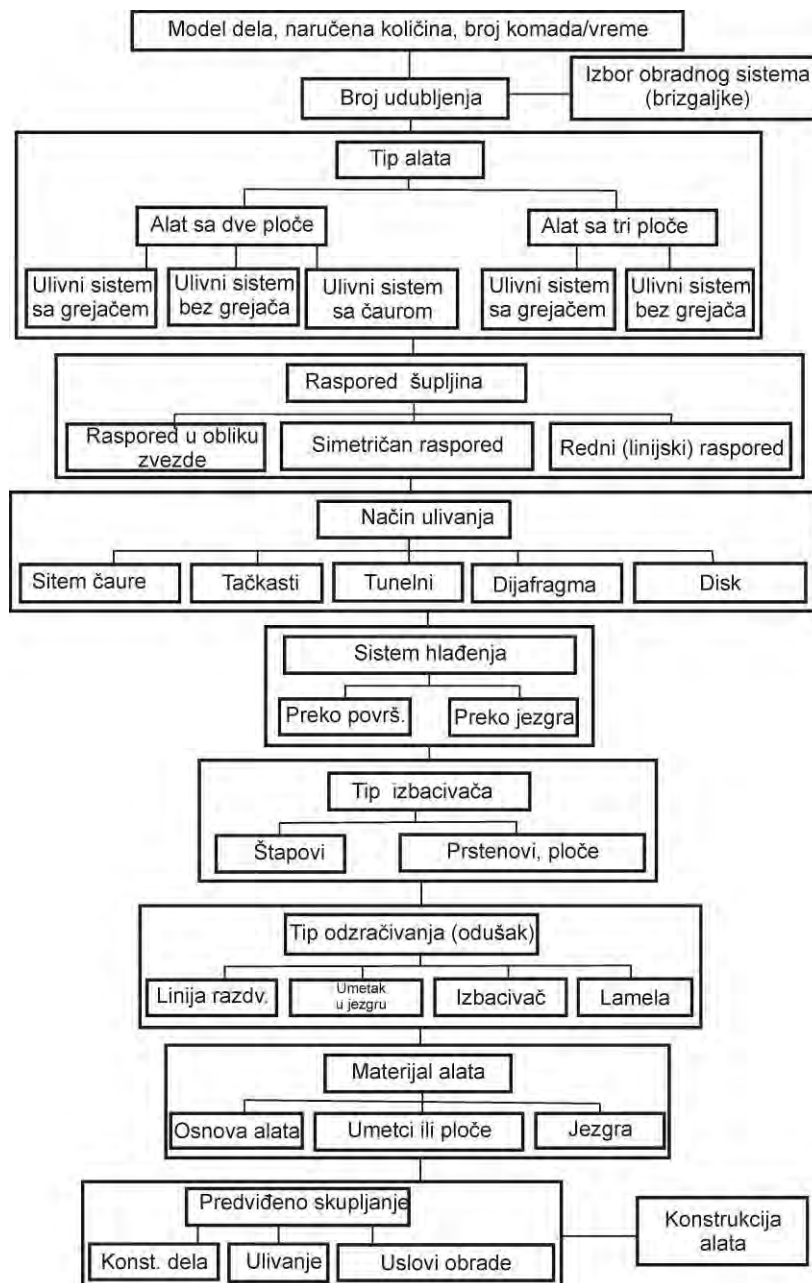 Model dela, naručena količina, broj komada/vreme
Broj udubljenja
Izbor obradnog sistema
(brizgaljke)
Tip alata
Alat sa dve ploče
Alat sa tri ploče
Ulivni sistem
sa grejačem
Ulivni sistem
bez grejača
Ulivni sistem
sa čaurom
Ulivni sistem
sa grejačem
Ulivni sistem
bez grejača
Raspored šupljina
Raspored u obliku
zvezde
Simetričan raspored
Redni (linijski) raspored
Način ulivanja
Sitem čaure
Tačkasti
Tunelni
Dijafragma
Disk
Sistem hlađenja
Preko površ.
Preko jezgra
Tip izbacivača
Štapovi
Prstenovi, ploče
Tip odzračivanja (odušak)
Linija razdv.
Umetak
u jezgru
Izbacivač
Lamela
Materijal alata
Osnova alata
Umetci ili ploče
Jezgra
Predviđeno skupljanje
Konst. dela
Ulivanje
Uslovi obrade
Konstrukcija
alata